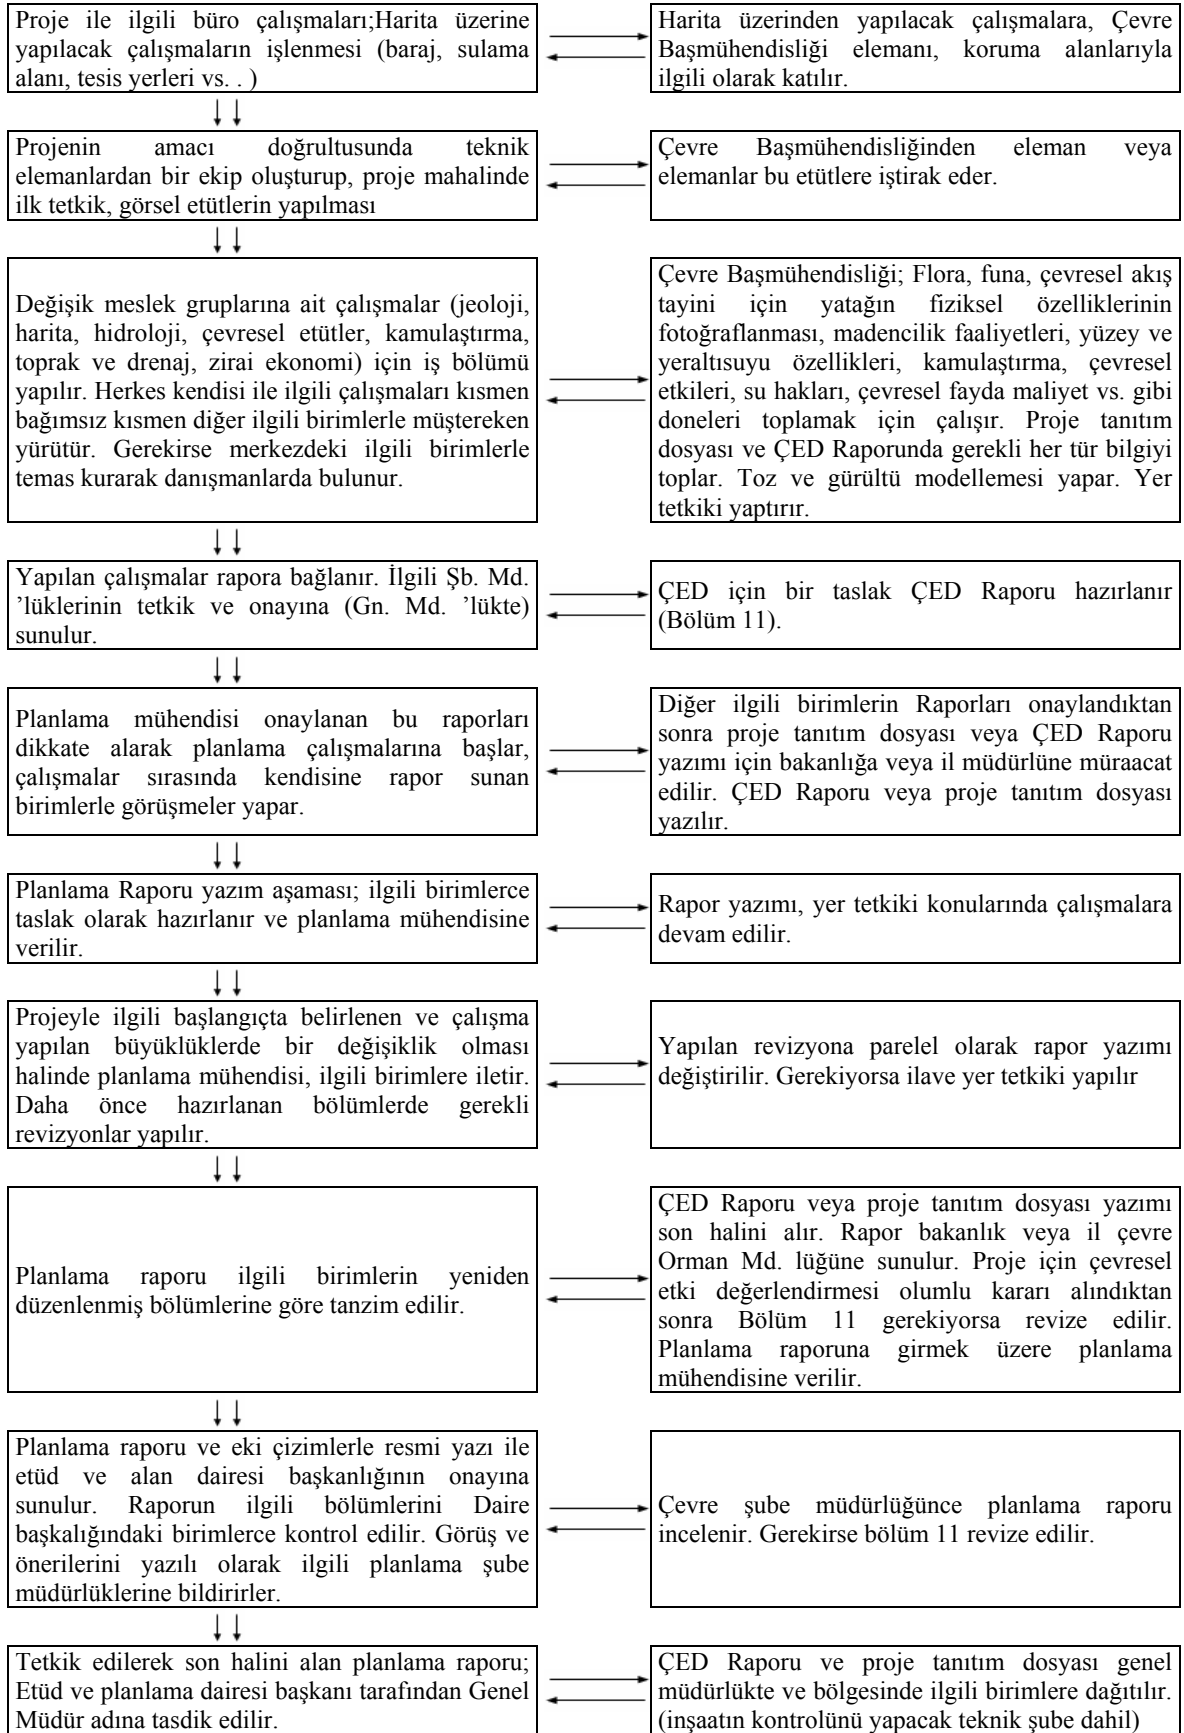 Proje ile ilgili büro çalışmaları;Harita üzerine
yapılacak çalışmaların işlenmesi (baraj, sulama
alanı, tesis yerleri vs. . )
Harita üzerinden yapılacak çalışmalara, Çevre
Başmühendisliği elemanı, koruma alanlarıyla
ilgili olarak katılır.
Projenin amacı doğrultusunda teknik
elemanlardan bir ekip oluşturup, proje mahalinde
ilk tetkik, görsel etütlerin yapılması
Çevre Başmühendisliğinden eleman veya
elemanlar bu etütlere iştirak eder.
Değişik meslek gruplarına ait çalışmalar (jeoloji,
harita, hidroloji, çevresel etütler, kamulaştırma,
toprak ve drenaj, zirai ekonomi) için iş bölümü
yapılır. Herkes kendisi ile ilgili çalışmaları kısmen
bağımsız kısmen diğer ilgili birimlerle müştereken
yürütür. Gerekirse merkezdeki ilgili birimlerle
temas kurarak danışmanlarda bulunur.
Çevre Başmühendisliği; Flora, funa, çevresel akış
tayini için yatağın fiziksel özelliklerinin
fotoğraflanması, madencilik faaliyetleri, yüzey ve
yeraltısuyu özellikleri, kamulaştırma, çevresel
etkileri, su hakları, çevresel fayda maliyet vs. gibi
doneleri toplamak için çalışır. Proje tanıtım
dosyası ve ÇED Raporunda gerekli her tür bilgiyi
toplar. Toz ve gürültü modellemesi yapar. Yer
tetkiki yaptırır.
Yapılan çalışmalar rapora bağlanır. İlgili Şb. Md.
’lüklerinin tetkik ve onayına (Gn. Md. ’lükte)
sunulur.
ÇED için bir taslak ÇED Raporu hazırlanır
(Bölüm 11).
Planlama mühendisi onaylanan bu raporları
dikkate alarak planlama çalışmalarına başlar,
çalışmalar sırasında kendisine rapor sunan
birimlerle görüşmeler yapar.
Diğer ilgili birimlerin Raporları onaylandıktan
sonra proje tanıtım dosyası veya ÇED Raporu
yazımı için bakanlığa veya il müdürlüne müraacat
edilir. ÇED Raporu veya proje tanıtım dosyası
yazılır.
Planlama Raporu yazım aşaması; ilgili birimlerce
taslak olarak hazırlanır ve planlama mühendisine
verilir.
Rapor yazımı, yer tetkiki konularında çalışmalara
devam edilir.
Projeyle ilgili başlangıçta belirlenen ve çalışma
yapılan büyüklüklerde bir değişiklik olması
halinde planlama mühendisi, ilgili birimlere iletir.
Daha önce hazırlanan bölümlerde gerekli
revizyonlar yapılır.
Yapılan revizyona parelel olarak rapor yazımı
değiştirilir. Gerekiyorsa ilave yer tetkiki yapılır
Planlama raporu ilgili birimlerin yeniden
düzenlenmiş bölümlerine göre tanzim edilir.
ÇED Raporu veya proje tanıtım dosyası yazımı
son halini alır. Rapor bakanlık veya il çevre
Orman Md. lüğüne sunulur. Proje için çevresel
etki değerlendirmesi olumlu kararı alındıktan
sonra Bölüm 11 gerekiyorsa revize edilir.
Planlama raporuna girmek üzere planlama
mühendisine verilir.
Planlama raporu ve eki çizimlerle resmi yazı ile
etüd ve alan dairesi başkanlığının onayına
sunulur. Raporun ilgili bölümlerini Daire
başkalığındaki birimlerce kontrol edilir. Görüş ve
önerilerini yazılı olarak ilgili planlama şube
müdürlüklerine bildirirler.
Çevre şube müdürlüğünce planlama raporu
incelenir. Gerekirse bölüm 11 revize edilir.
Tetkik edilerek son halini alan planlama raporu;
Etüd ve planlama dairesi başkanı tarafından Genel
Müdür adına tasdik edilir.
ÇED Raporu ve proje tanıtım dosyası genel
müdürlükte ve bölgesinde ilgili birimlere dağıtılır.
(inşaatın kontrolünü yapacak teknik şube dahil)